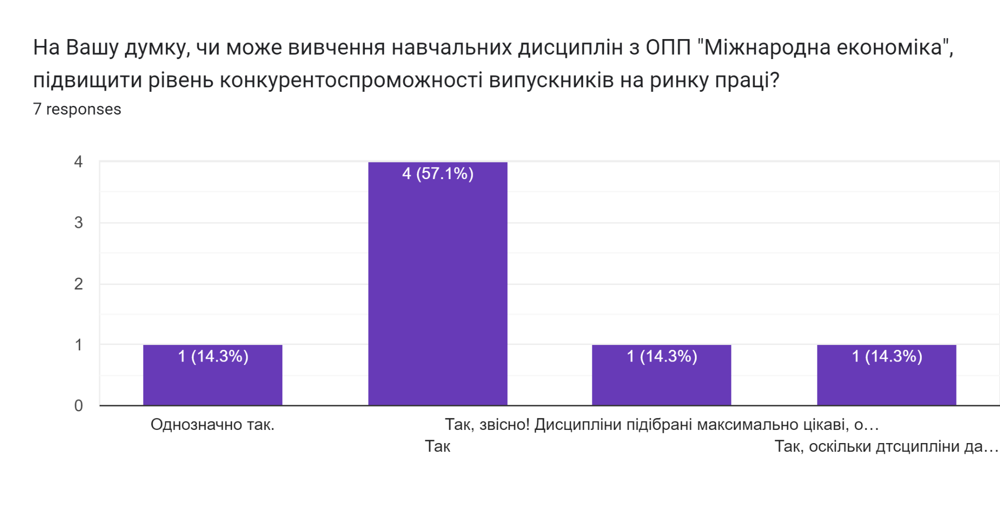 На Вашу думку, чи може вивчення навчальних дисциплін з ОПП "Міжнародна економіка",
підвищити рівень конкурентоспроможності випускників на ринку праці?
7 responses
4
3
2
1
0
1 (14.3%)
4 (57.1%)
1 (14.3%)
1 (14.3%)
Однозначно так.
Так
Так, звісно! Дисципліни підібрані максимально цікаві, о…
Так, оскільки дтсципліни да…